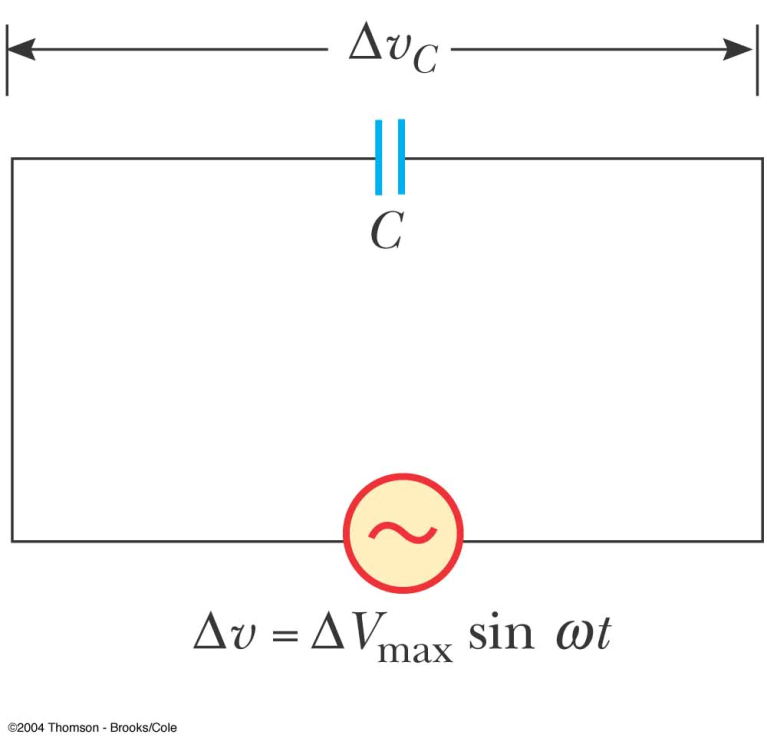 Δv_C
C
Δv = ΔV_max sin ωt
©2004 Thomson - Brooks/Cole